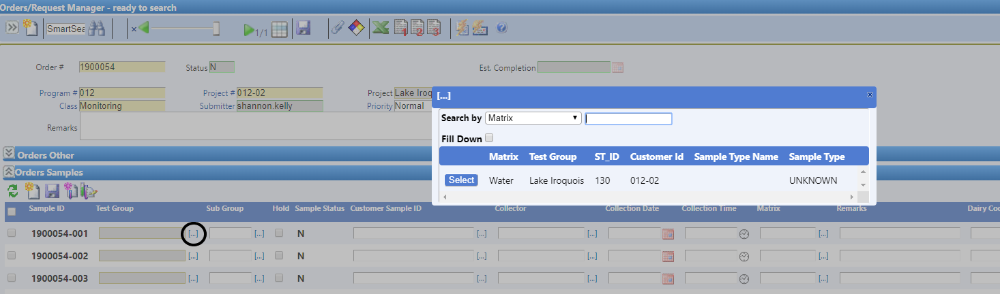 Orders/Request Manager - ready to search
SmartSea x 1/1 1 2 3 ?
Order # 1900054 Status N Est. Completion
Program # 012 Project # 012-02 Project Lake Iroq
Class Monitoring Submitter shannon.kelly Priority Normal
Remarks
[...] x
Search by Matrix
Fill Down
Matrix Test Group ST_ID Customer Id Sample Type Name Sample Type
Select Water Lake Iroquois 130 012-02 UNKNOWN
Orders Other
Orders Samples
Sample ID Test Group Sub Group Hold Sample Status Customer Sample ID Collector Collection Date Collection Time Matrix Remarks Dairy Coo
1900054-001 [...] [...] N [...] [...] [...]
1900054-002 [...] [...] N [...] [...] [...]
1900054-003 [...] [...] N [...] [...] [...]